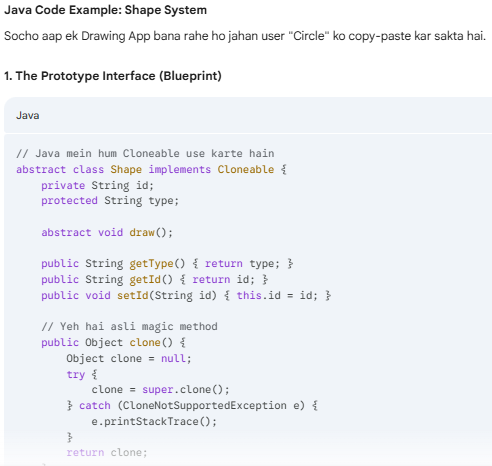 Java Code Example: Shape System
Socho aap ek Drawing App bana rahe ho jahan user "Circle" ko copy-paste kar sakta hai.
1. The Prototype Interface (Blueprint)
Java
// Java mein hum Cloneable use karte hain
abstract class Shape implements Cloneable {
    private String id;
    protected String type;

    abstract void draw();

    public String getType() { return type; }
    public String getId() { return id; }
    public void setId(String id) { this.id = id; }

    // Yeh hai asli magic method
    public Object clone() {
        Object clone = null;
        try {
            clone = super.clone();
        } catch (CloneNotSupportedException e) {
            e.printStackTrace();
        }
        return clone;